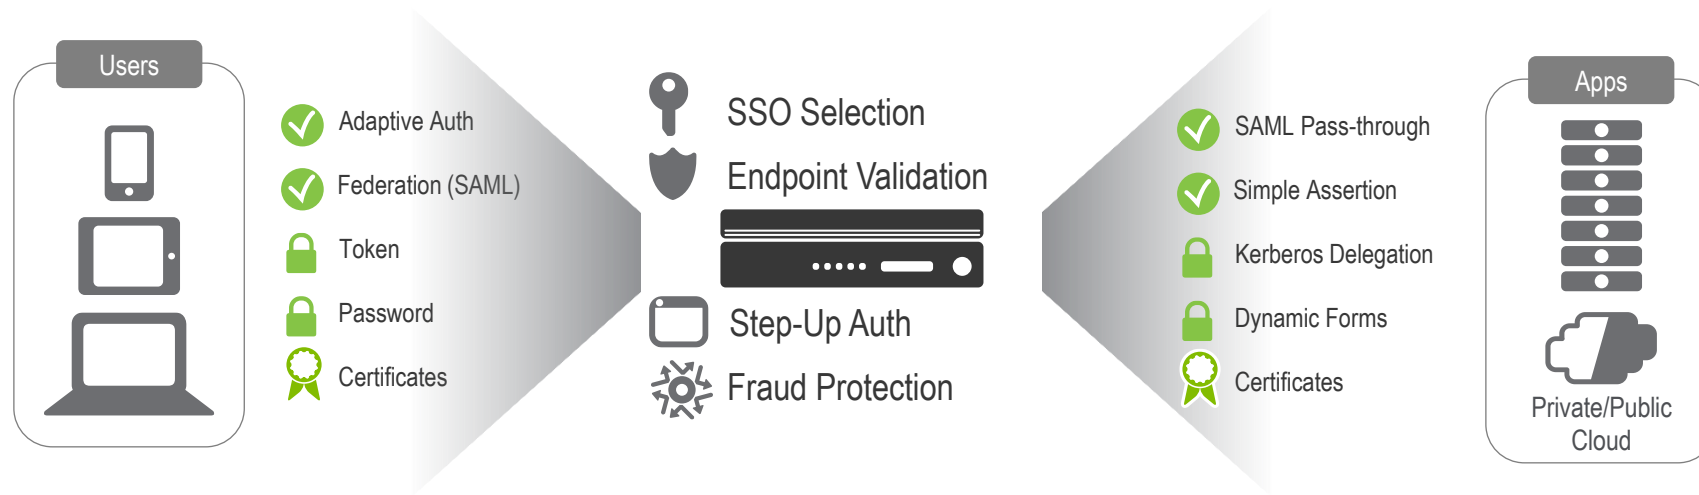 Users
Adaptive Auth
Federation (SAML)
Token
Password
Certificates
SSO Selection
Endpoint Validation
Step-Up Auth
Fraud Protection
SAML Pass-through
Simple Assertion
Kerberos Delegation
Dynamic Forms
Certificates
Apps
Private/Public
Cloud